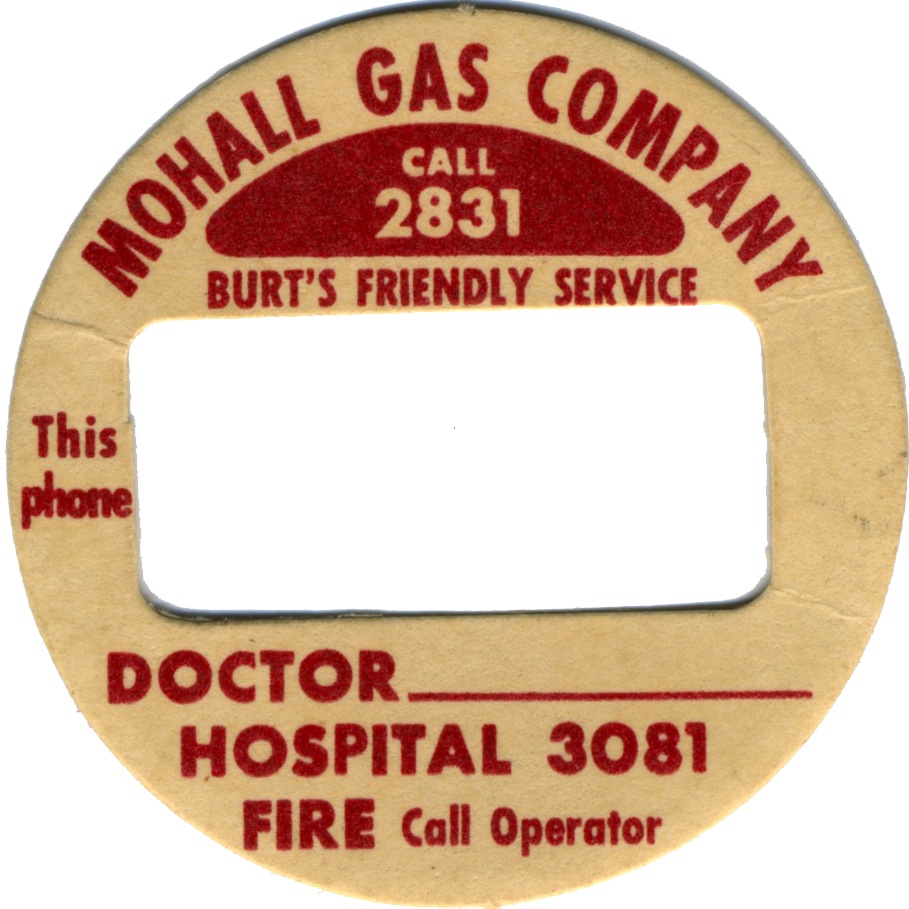 MOHALL GAS COMPANY
CALL
2831
BURT'S FRIENDLY SERVICE
This
phone
DOCTOR
HOSPITAL 3081
FIRE Call Operator